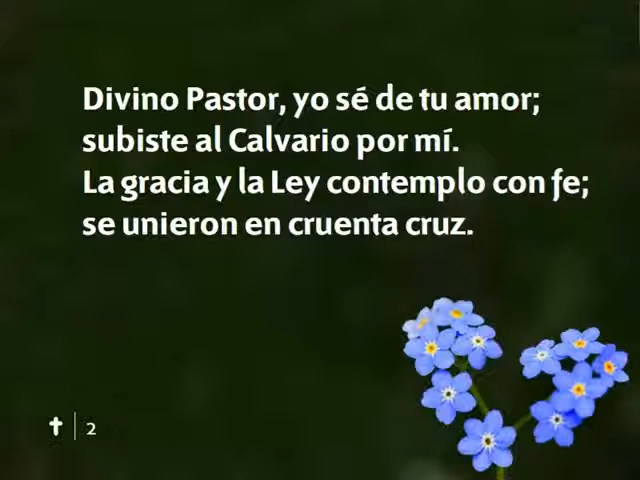 Divino Pastor, yo sé de tu amor;
subiste al Calvario por mí.
La gracia y la Ley contemplo con fe;
se unieron en cruenta cruz.
2